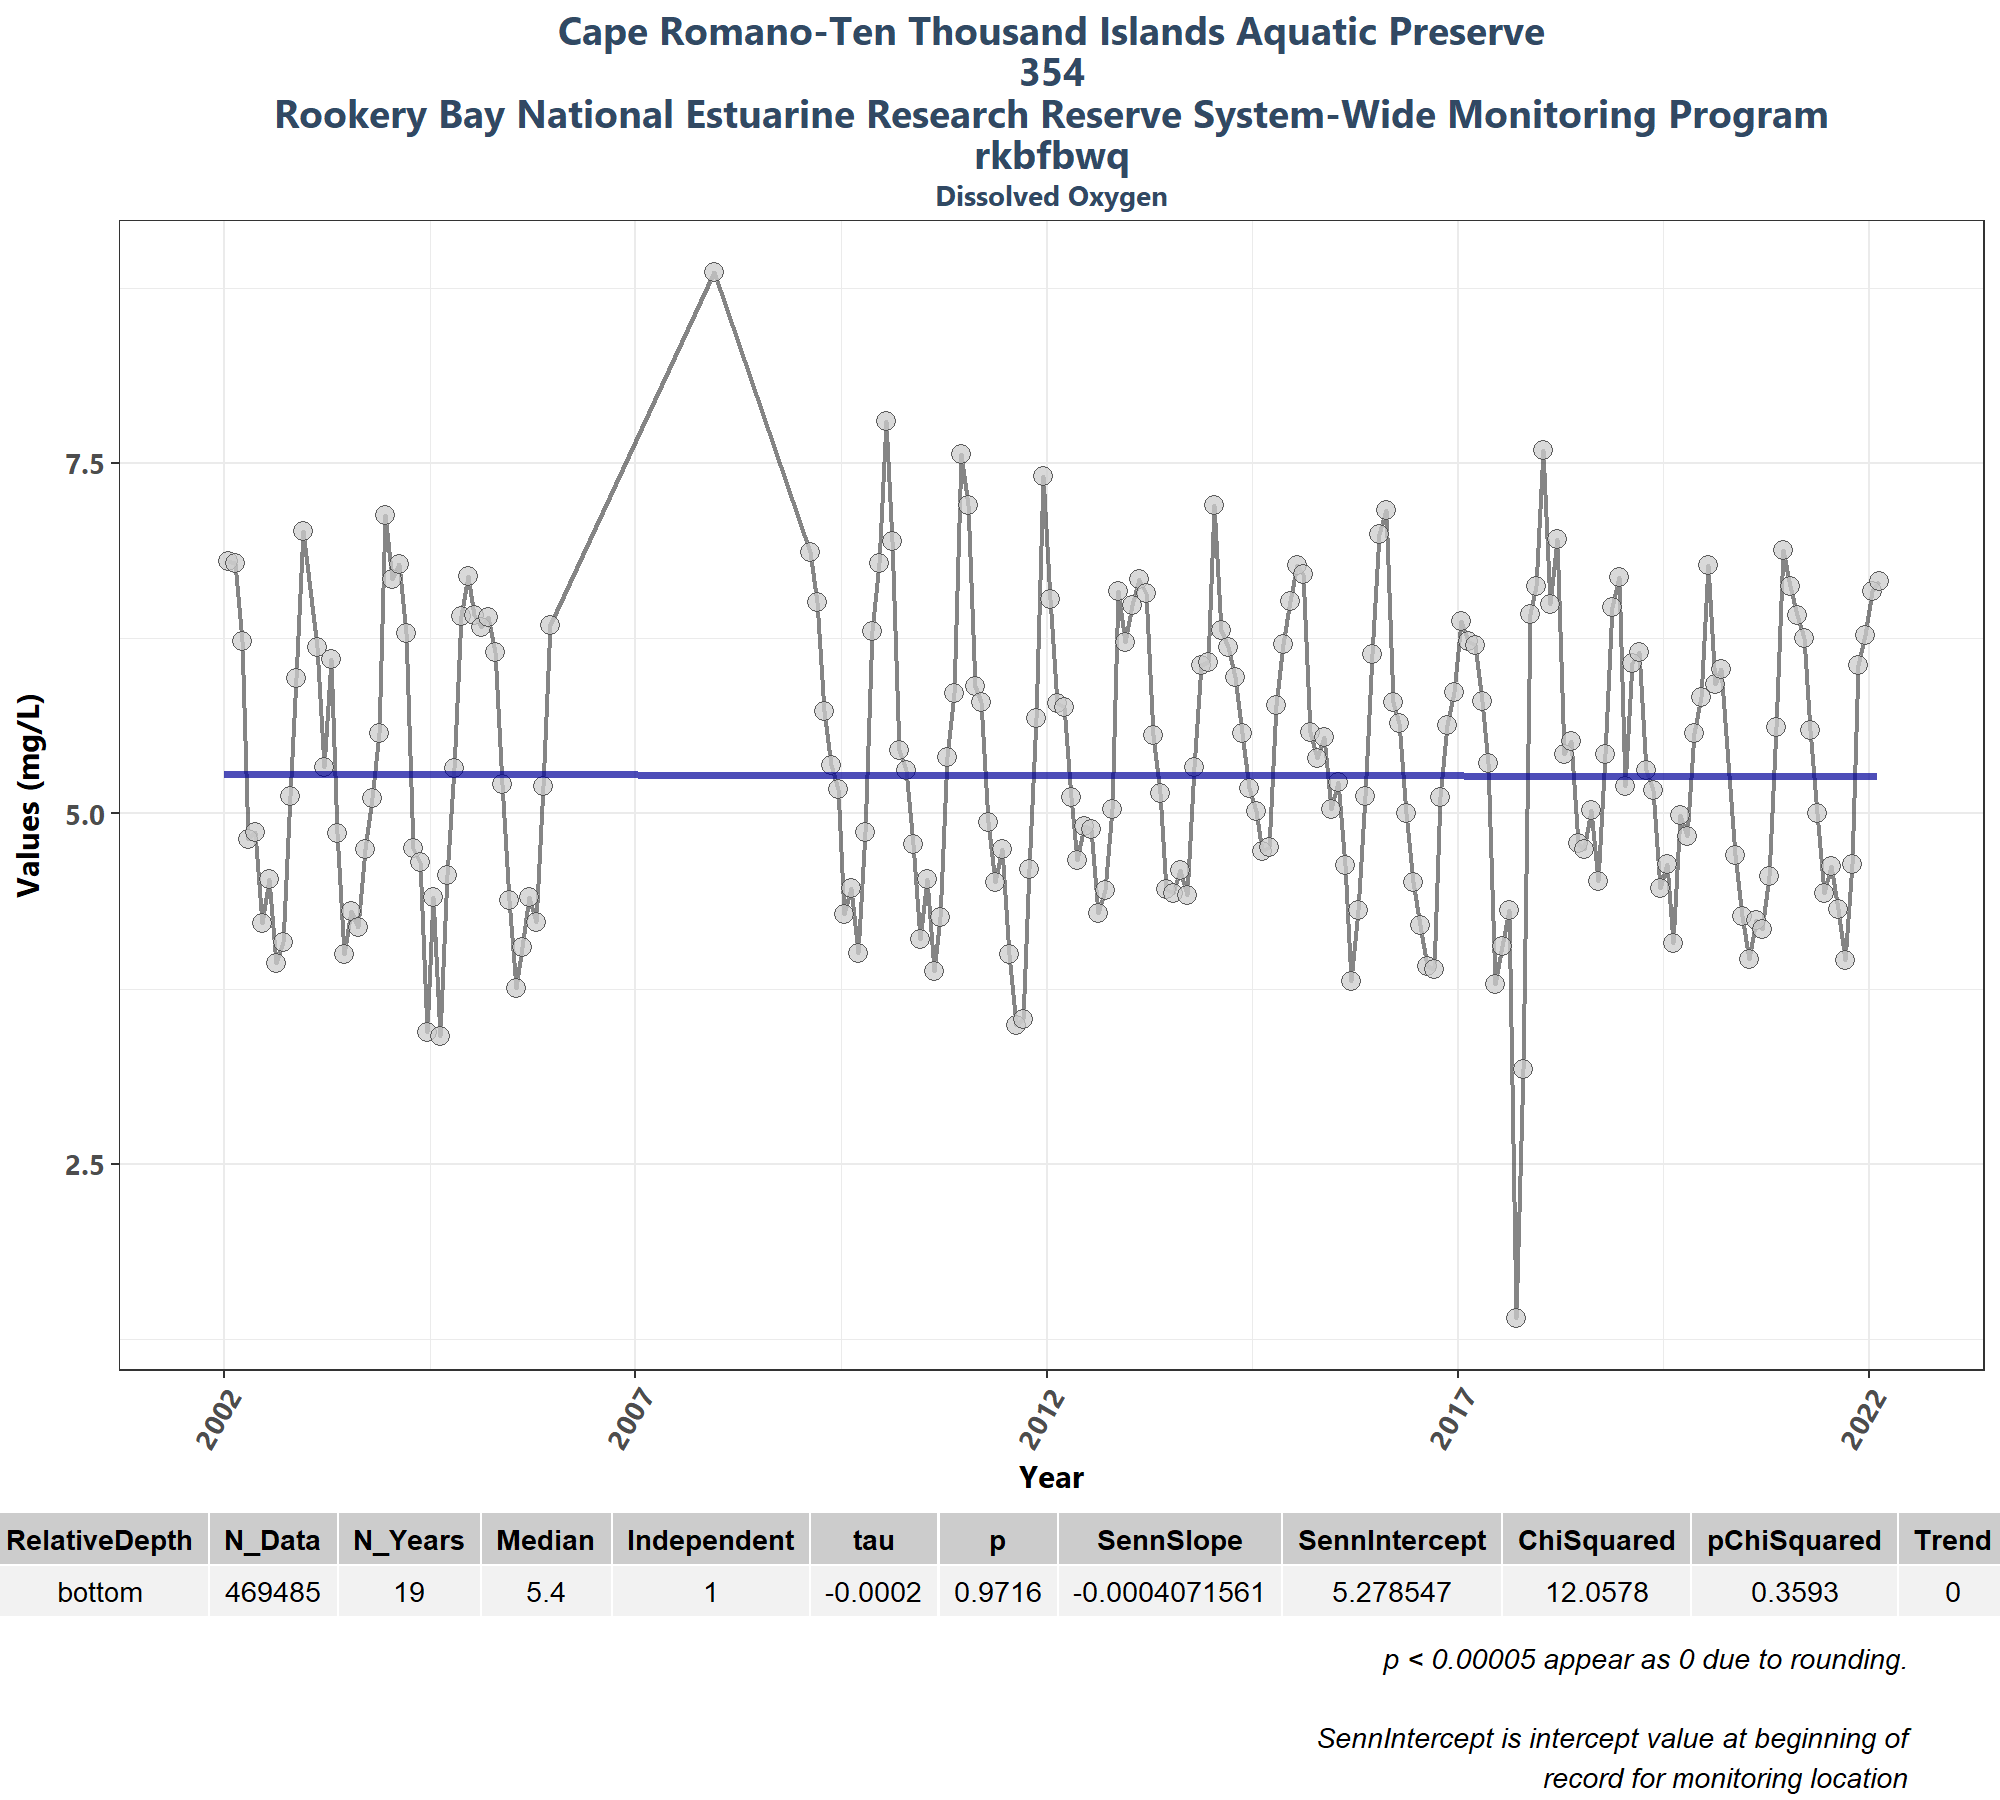 Cape Romano-Ten Thousand Islands Aquatic Preserve
354
Rookery Bay National Estuarine Research Reserve System-Wide Monitoring Program
rkbfbwq
Dissolved Oxygen
Values (mg/L)
7.5
5.0
2.5
2002 2007 2012 2017 2022
Year
RelativeDepth N_Data N_Years Median Independent tau p SennSlope SennIntercept ChiSquared pChiSquared Trend
bottom 469485 19 5.4 1 -0.0002 0.9716 -0.0004071561 5.278547 12.0578 0.3593 0
p < 0.00005 appear as 0 due to rounding.
SennIntercept is intercept value at beginning of
record for monitoring location